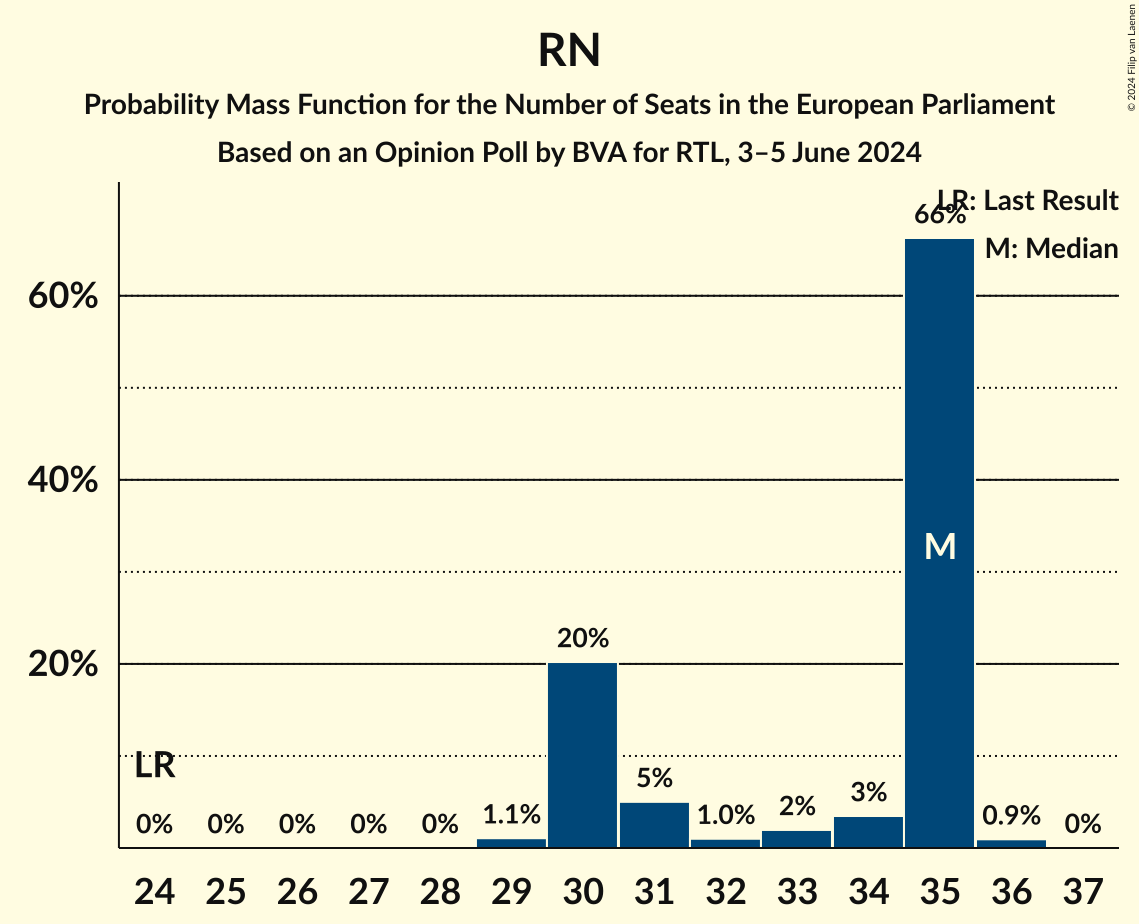 RN
Probability Mass Function for the Number of Seats in the European Parliament
Based on an Opinion Poll by BVA for RTL, 3–5 June 2024
© 2024 Filip van Laenen
LR: Last Result
M: Median
66%
60%
40%
20%
M
20%
LR
0%
0%
0%
0%
0%
1.1%
5%
1.0%
2%
3%
0.9%
0%
24 25 26 27 28 29 30 31 32 33 34 35 36 37